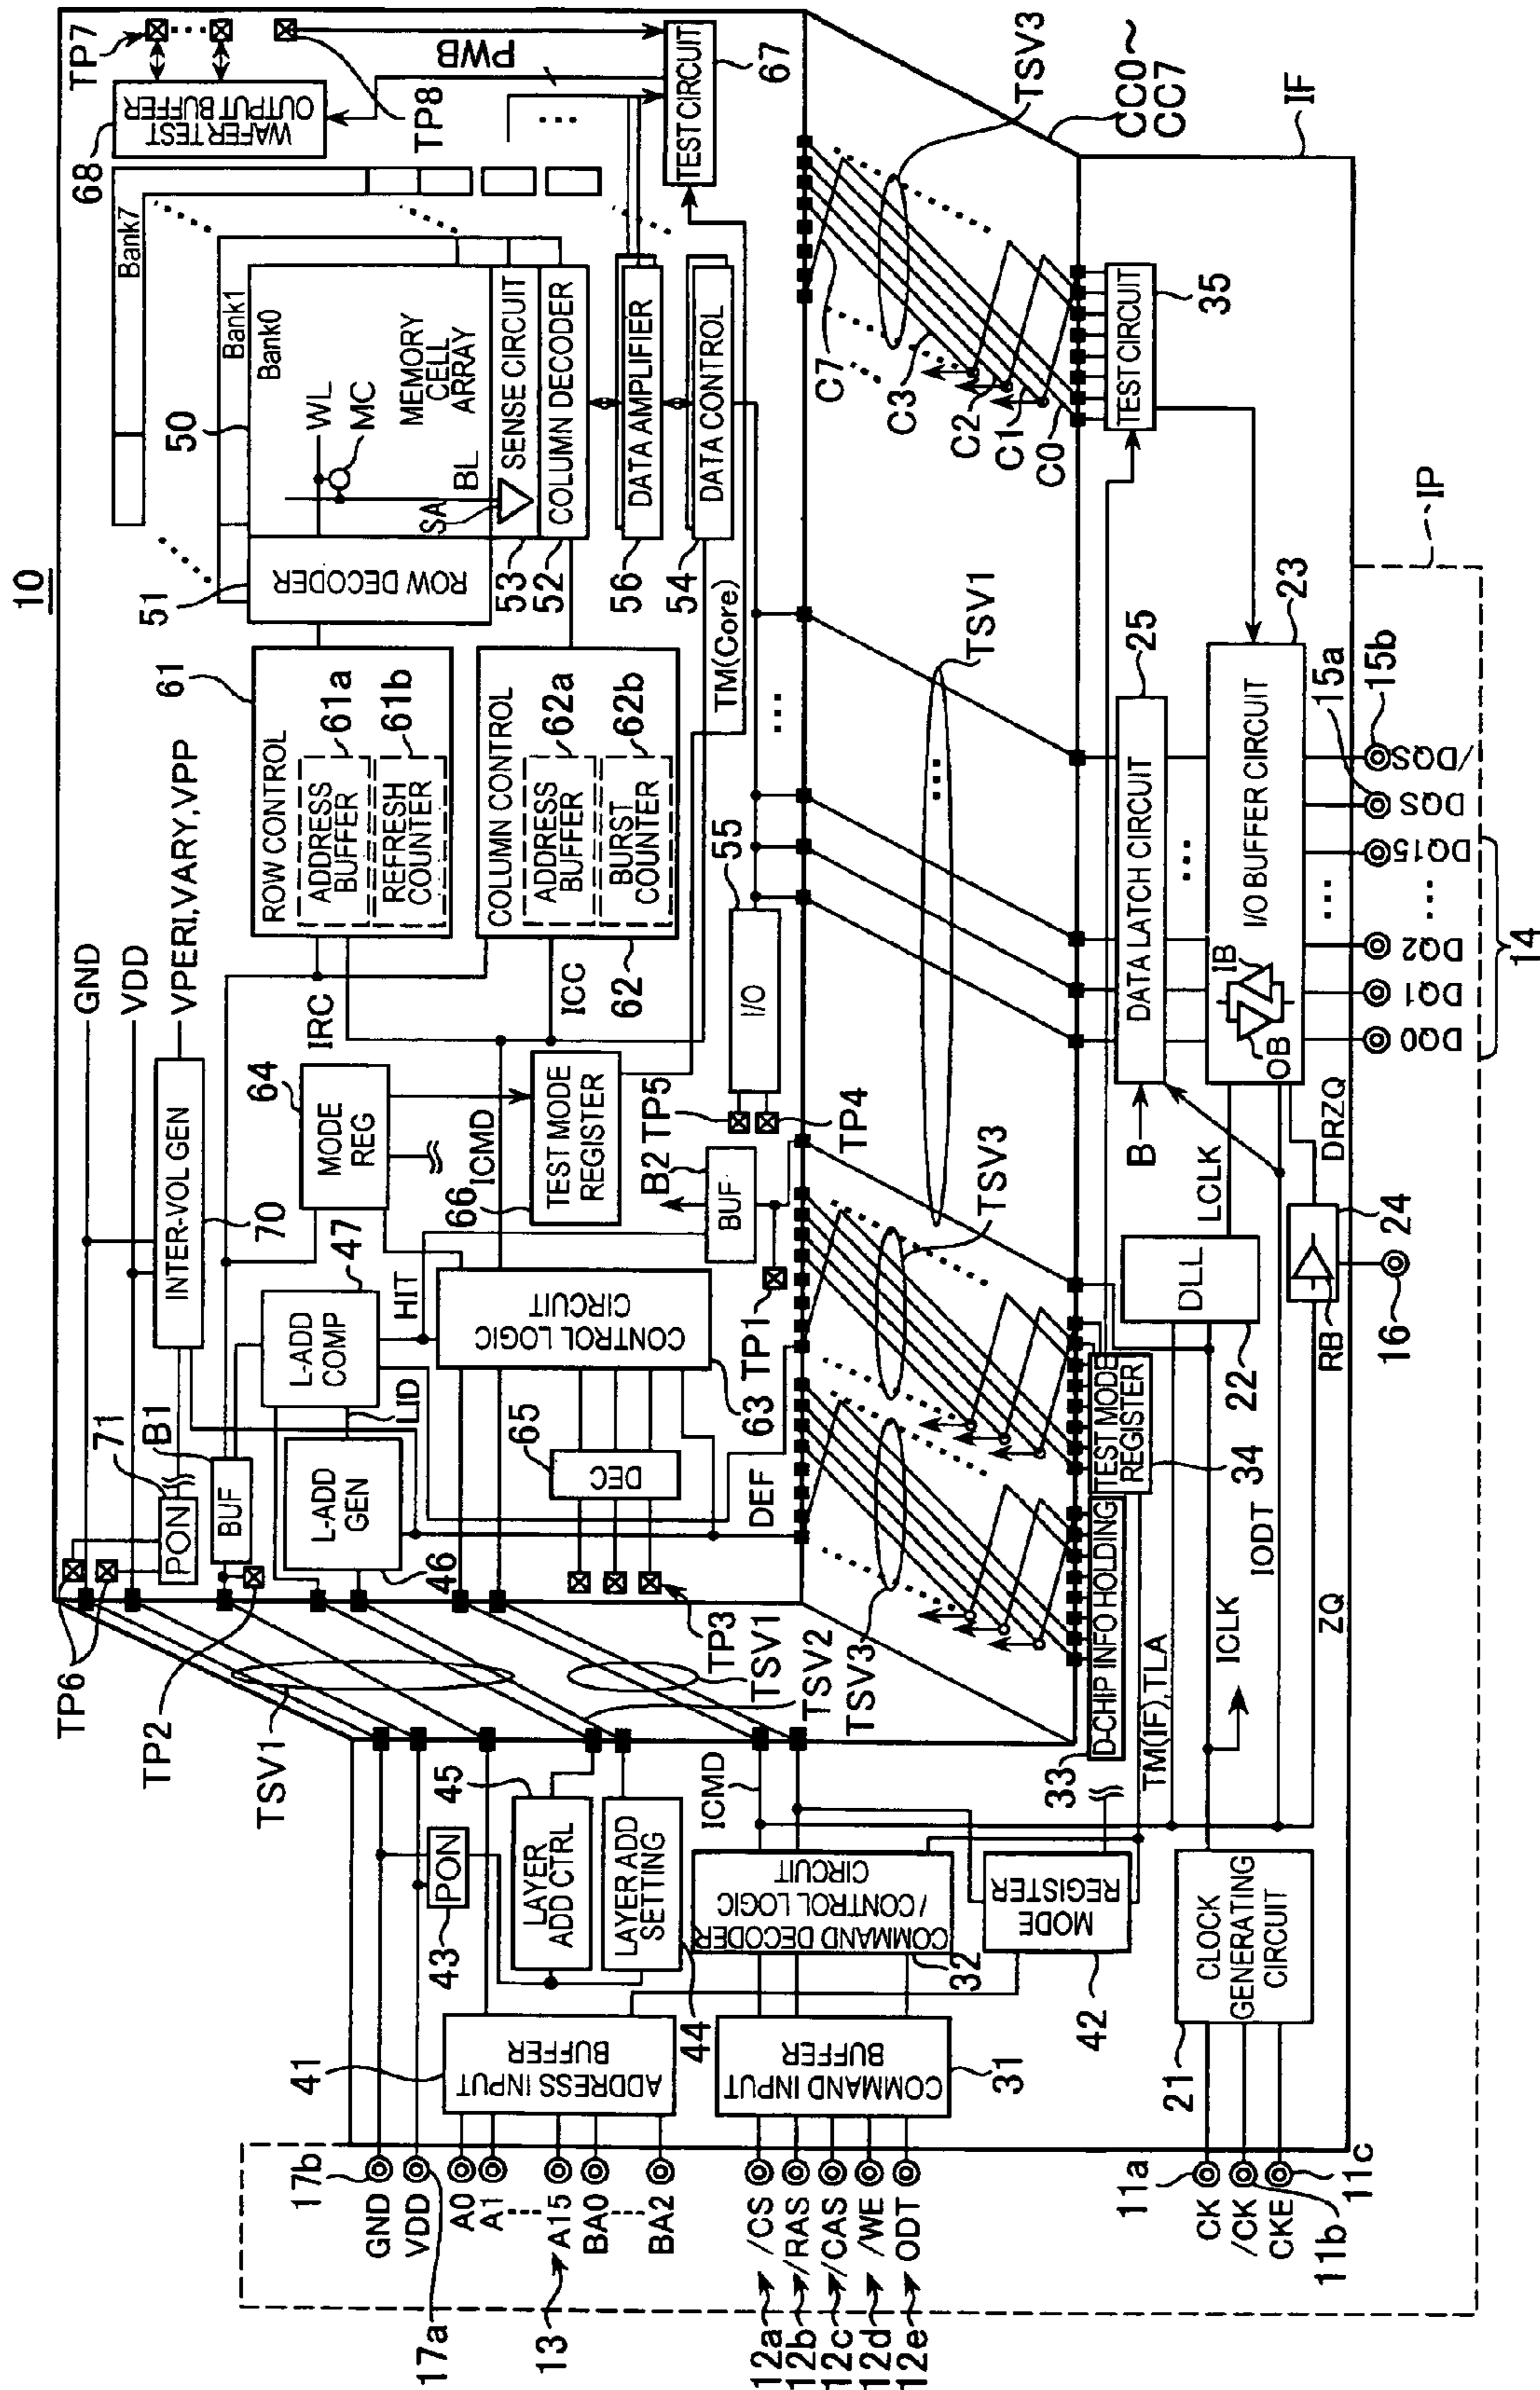 10
TP7
68
WAFER TEST
OUTPUT BUFFER
TP8
PWB
TEST CIRCUIT
67
Bank7
Bank1
Bank0
50
WL
MC
MEMORY
CELL
ARRAY
BL
SA
SENSE CIRCUIT
COLUMN DECODER
DATA AMPLIFIER
DATA CONTROL
51
ROW DECODER
53
52
56
54
TM(Core)
61
ROW CONTROL
ADDRESS
BUFFER
61a
REFRESH
COUNTER
61b
COLUMN CONTROL
ADDRESS
BUFFER
62a
BURST
COUNTER
62b
62
GND
VDD
VPERI,VARY,VPP
IRC
ICC
55
I/O
64
MODE
REG
ICMD
66
TEST MODE
REGISTER
B2
TP5
TP4
BUF
INTER-VOL GEN
70
47
L-ADD
COMP
HIT
CONTROL LOGIC
CIRCUIT
63
TP1
71
B1
LID
65
DEC
DEF
PON
BUF
L-ADD
GEN
46
TP6
TP2
TP3
TSV1
TSV1
TSV2
TSV3
TSV3
TSV1
TSV3
CC0~
CC7
IF
C7
C3
C2
C1
C0
TEST CIRCUIT
35
IP
25
DATA LATCH CIRCUIT
B
23
I/O BUFFER CIRCUIT
IB
OB
15a
15b
/DQS
DQS
DQ15
DQ2
DQ1
DQ0
14
LCLK
DLL
22
DRZQ
24
RB
16
TEST MODE
REGISTER
34
D-CHIP INFO HOLDING
33
TM(IF),TLA
IODT
ICLK
ZQ
45
LAYER
ADD CTRL
LAYER ADD
SETTING
PON
43
44
ICMD
COMMAND DECODER
/CONTROL LOGIC
CIRCUIT
32
MODE
REGISTER
42
CLOCK
GENERATING
CIRCUIT
21
41
ADDRESS INPUT
BUFFER
COMMAND INPUT
BUFFER
31
17b
GND
VDD
A0
A1
A15
BA0
BA2
17a
13
/CS
/RAS
/CAS
/WE
ODT
12a
12b
12c
12d
12e
11a
CK
/CK
CKE
11b
11c